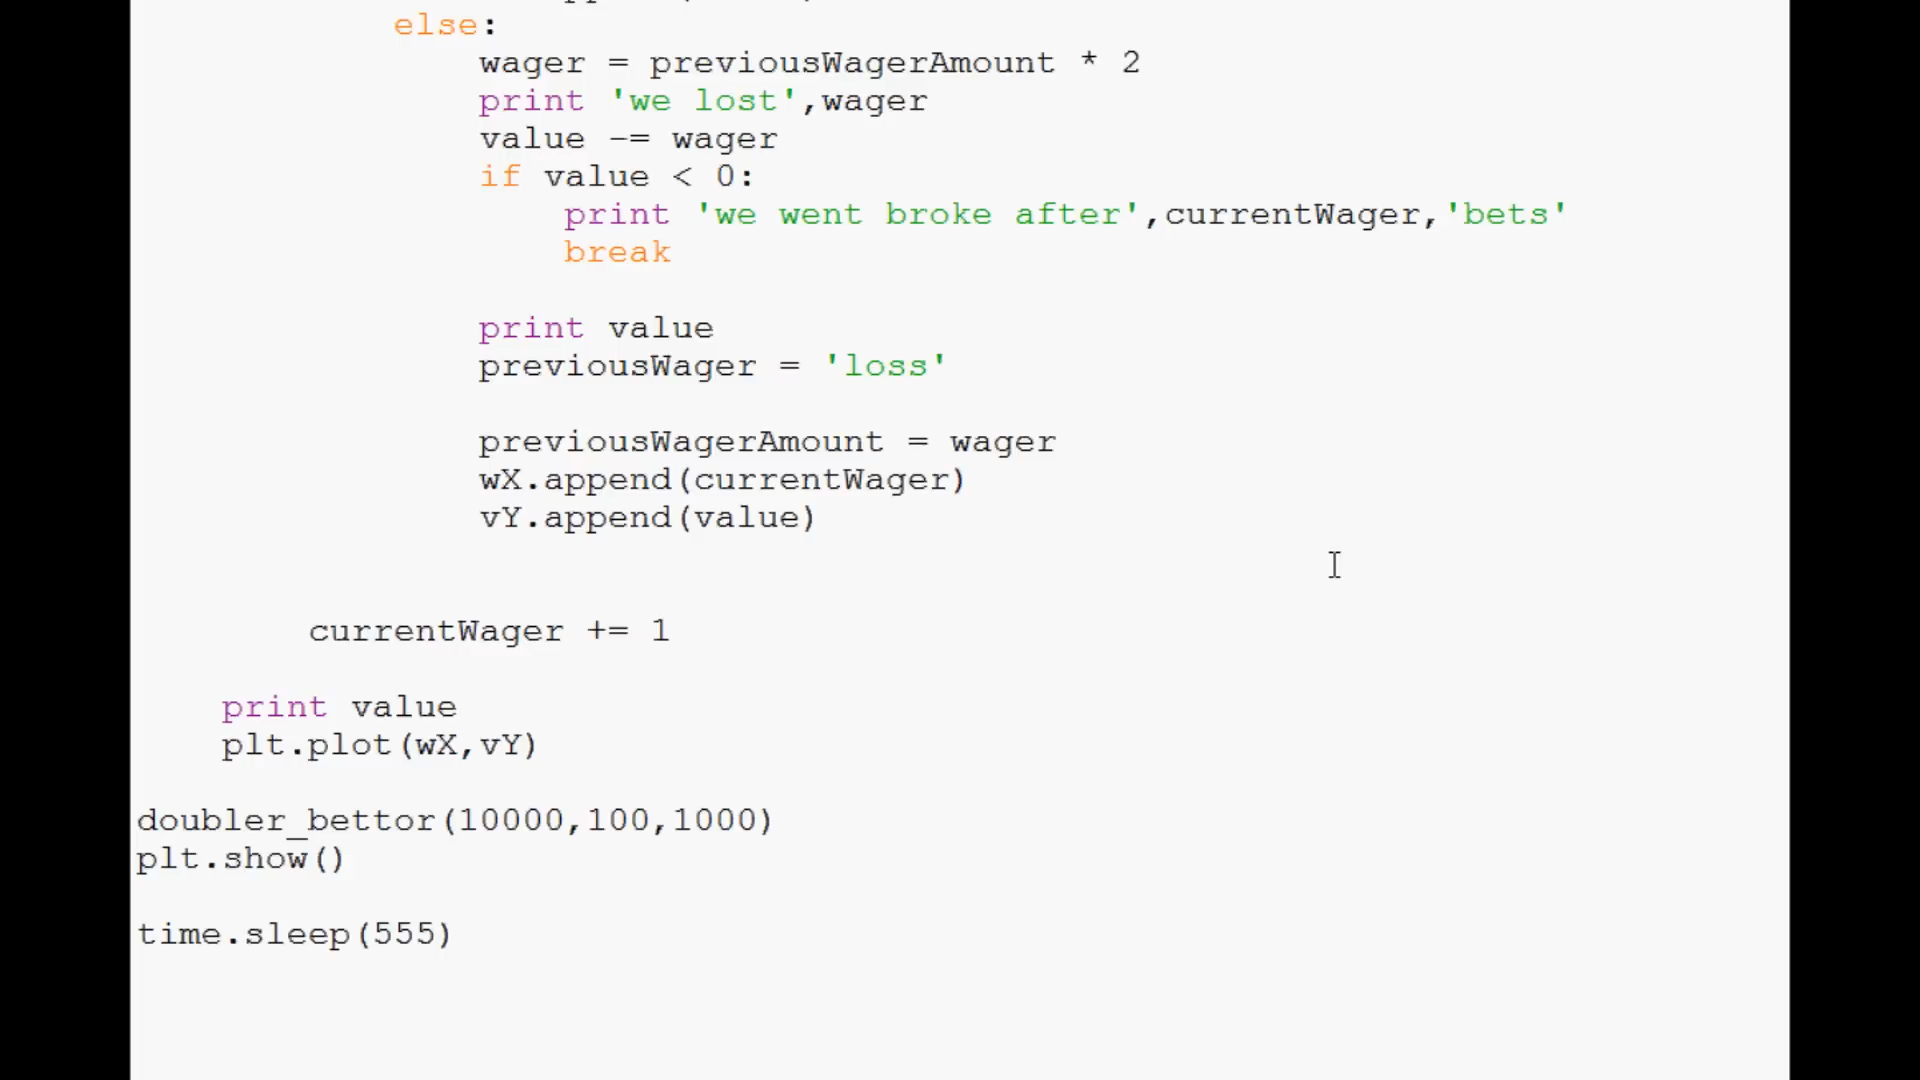 else:
wager = previousWagerAmount * 2
print 'we lost',wager
value -= wager
if value < 0:
print 'we went broke after',currentWager,'bets'
break
print value
previousWager = 'loss'
previousWagerAmount = wager
wX.append(currentWager)
vY.append(value)
currentWager += 1
print value
plt.plot(wX,vY)
doubler_bettor(10000,100,1000)
plt.show()
time.sleep(555)